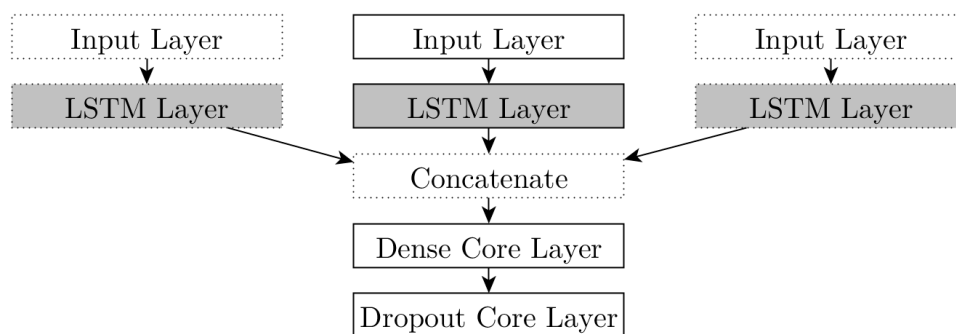 Input Layer
Input Layer
Input Layer
LSTM Layer
LSTM Layer
LSTM Layer
Concatenate
Dense Core Layer
Dropout Core Layer